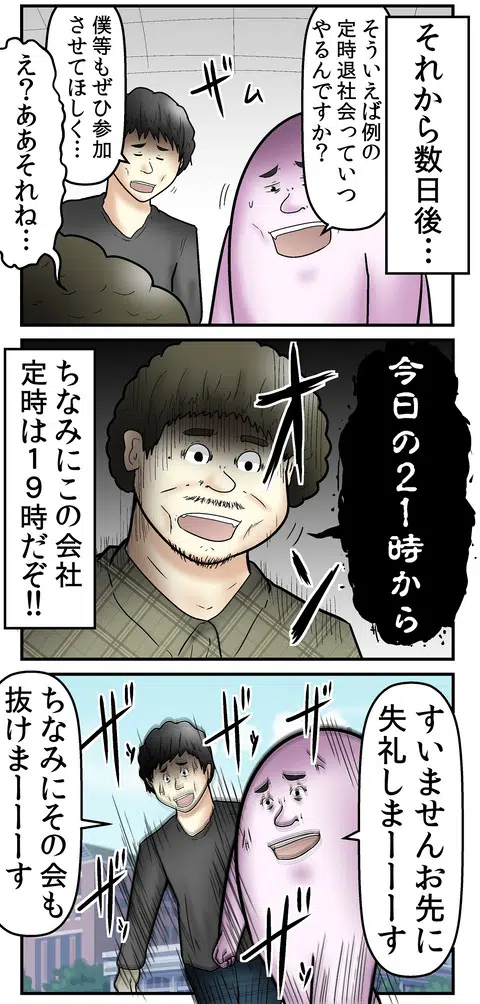 それから数日後…
そういえば例の
定時退社会っていつ
やるんですか？
僕等もぜひ参加
させてほしく…
え？ああそれね…
今日の21時から
ちなみにこの会社
定時は19時だぞ!!
すいませんお先に
失礼しまーーーす
ちなみにその会も
抜けまーーーす
ザッ
ザッ
ザッ
ザッ